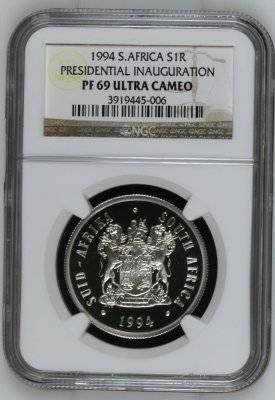 1994 S.AFRICA S1R
PRESIDENTIAL INAUGURATION
PF 69 ULTRA CAMEO
3919445-006
NGC
SUID-AFRIKA SOUTH AFRICA
1994